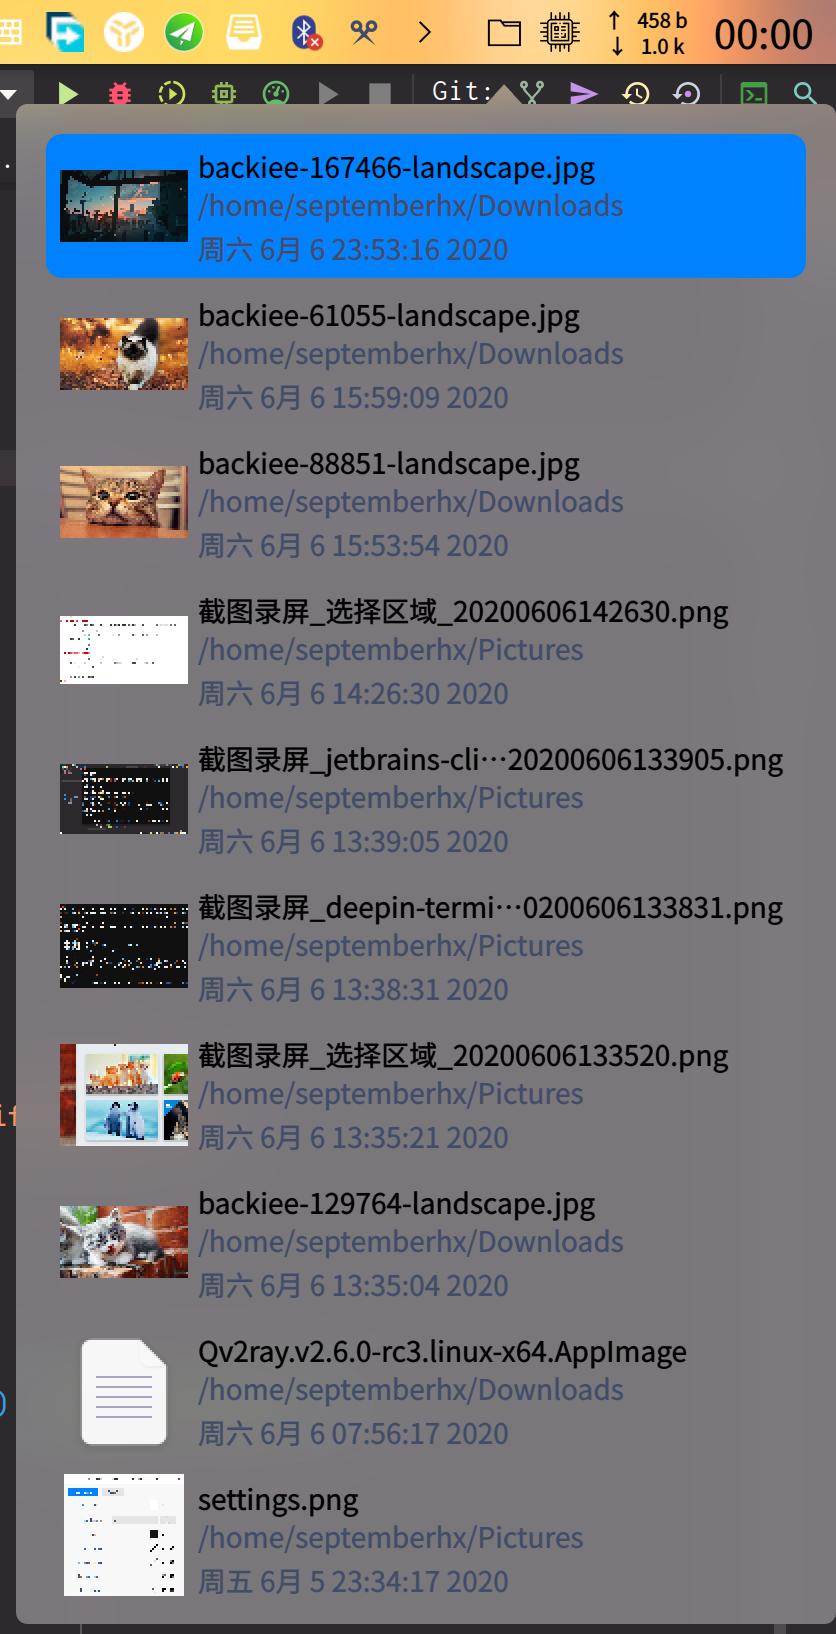 ↑ 458 b
↓ 1.0 k
00:00
Git:
backiee-167466-landscape.jpg
/home/septemberhx/Downloads
周六 6月 6 23:53:16 2020
backiee-61055-landscape.jpg
/home/septemberhx/Downloads
周六 6月 6 15:59:09 2020
backiee-88851-landscape.jpg
/home/septemberhx/Downloads
周六 6月 6 15:53:54 2020
截图录屏_选择区域_20200606142630.png
/home/septemberhx/Pictures
周六 6月 6 14:26:30 2020
截图录屏_jetbrains-cli⋯20200606133905.png
/home/septemberhx/Pictures
周六 6月 6 13:39:05 2020
截图录屏_deepin-termi⋯0200606133831.png
/home/septemberhx/Pictures
周六 6月 6 13:38:31 2020
截图录屏_选择区域_20200606133520.png
/home/septemberhx/Pictures
周六 6月 6 13:35:21 2020
backiee-129764-landscape.jpg
/home/septemberhx/Downloads
周六 6月 6 13:35:04 2020
if
Qv2ray.v2.6.0-rc3.linux-x64.AppImage
/home/septemberhx/Downloads
周六 6月 6 07:56:17 2020
settings.png
/home/septemberhx/Pictures
周五 6月 5 23:34:17 2020